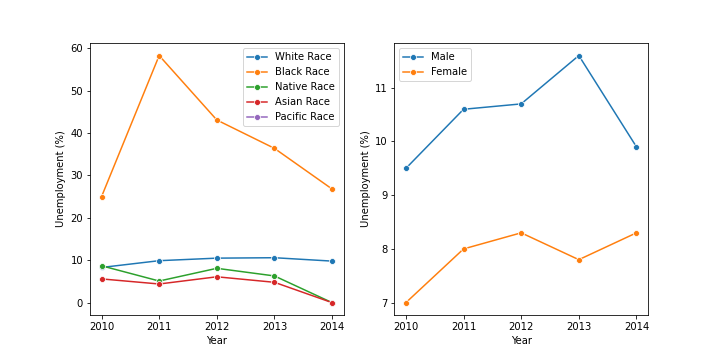 60
50
40
30
20
10
0
Unemployment (%)
White Race
Black Race
Native Race
Asian Race
Pacific Race
2010 2011 2012 2013 2014
Year
11
10
9
8
7
Unemployment (%)
Male
Female
2010 2011 2012 2013 2014
Year